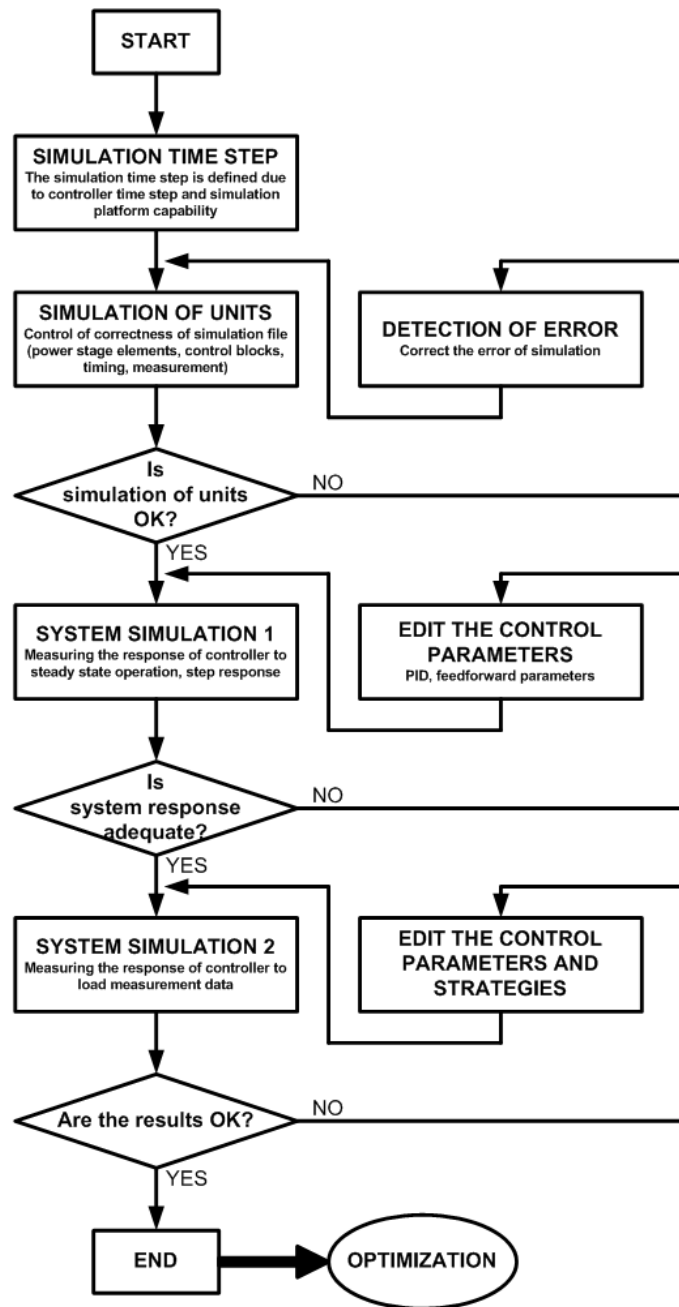 START
SIMULATION TIME STEP
The simulation time step is defined due
to controller time step and simulation
platform capability
SIMULATION OF UNITS
Control of correctness of simulation file
(power stage elements, control blocks,
timing, measurement)
DETECTION OF ERROR
Correct the error of simulation
Is
simulation of units
OK?
NO
YES
SYSTEM SIMULATION 1
Measuring the response of controller to
steady state operation, step response
EDIT THE CONTROL
PARAMETERS
PID, feedforward parameters
Is
system response
adequate?
NO
YES
SYSTEM SIMULATION 2
Measuring the response of controller to
load measurement data
EDIT THE CONTROL
PARAMETERS AND
STRATEGIES
Are the results OK?
NO
YES
END
OPTIMIZATION